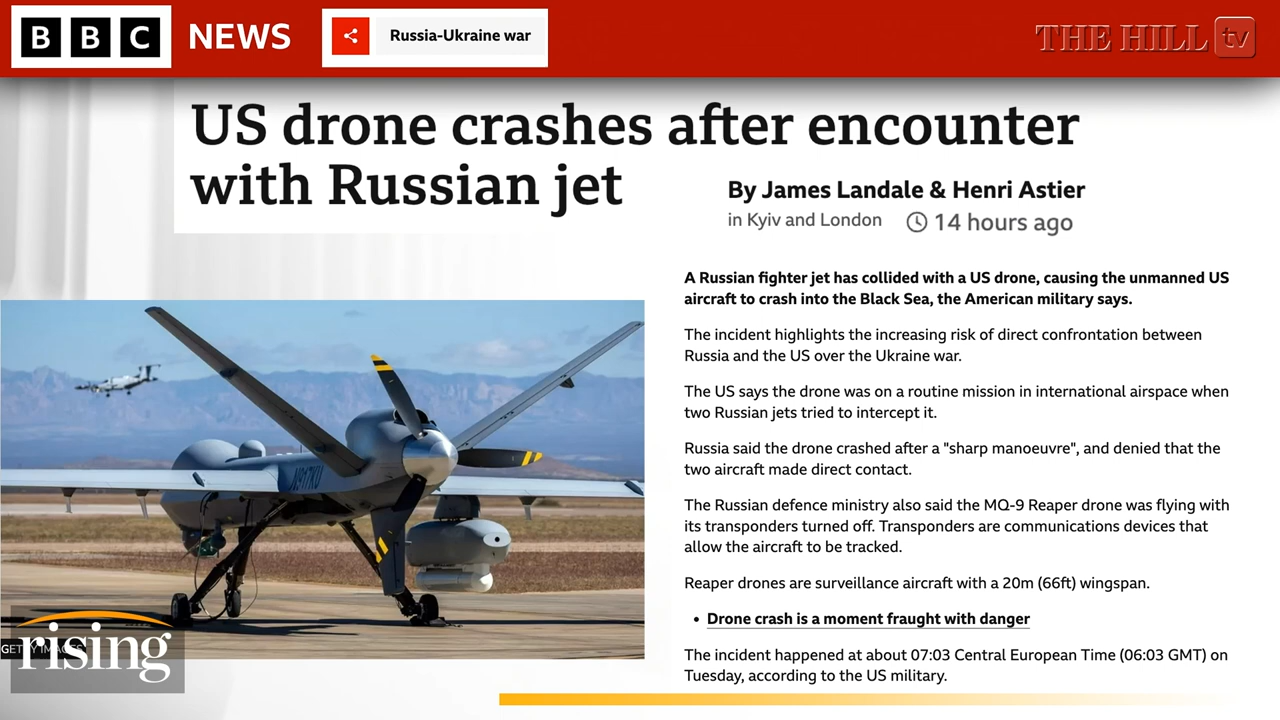 BBC NEWS
Russia-Ukraine war
THE HILL tv
US drone crashes after encounter
with Russian jet
By James Landale & Henri Astier
in Kyiv and London
14 hours ago
A Russian fighter jet has collided with a US drone, causing the unmanned US
aircraft to crash into the Black Sea, the American military says.
The incident highlights the increasing risk of direct confrontation between
Russia and the US over the Ukraine war.
The US says the drone was on a routine mission in international airspace when
two Russian jets tried to intercept it.
Russia said the drone crashed after a "sharp manoeuvre", and denied that the
two aircraft made direct contact.
The Russian defence ministry also said the MQ-9 Reaper drone was flying with
its transponders turned off. Transponders are communications devices that
allow the aircraft to be tracked.
Reaper drones are surveillance aircraft with a 20m (66ft) wingspan.
• Drone crash is a moment fraught with danger
The incident happened at about 07:03 Central European Time (06:03 GMT) on
Tuesday, according to the US military.
GETTY IMAGES
rising